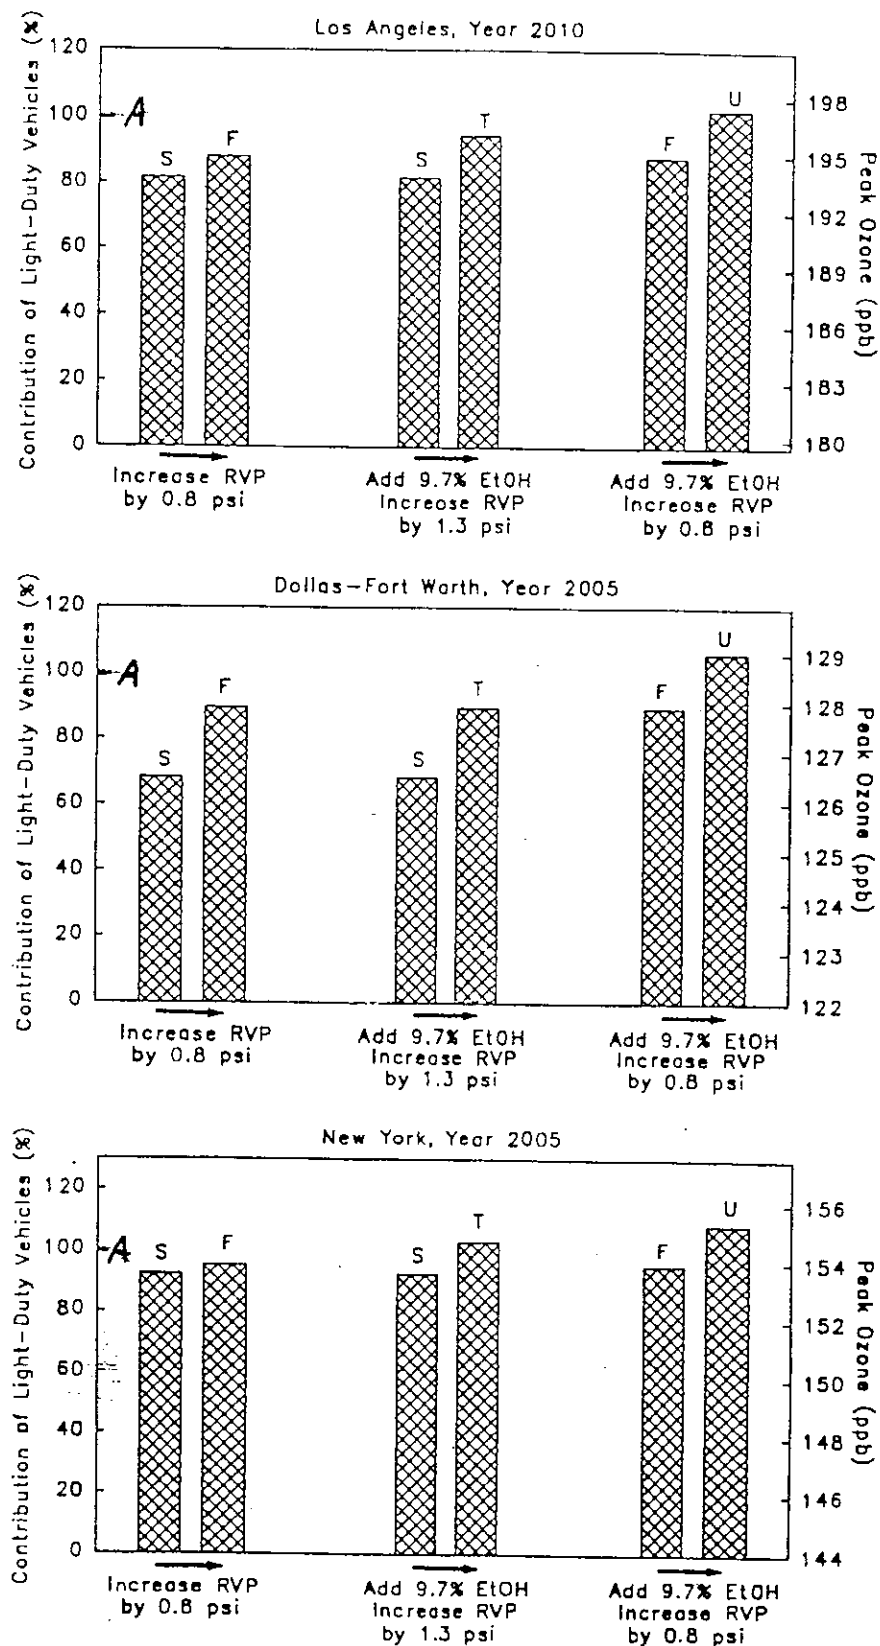 Los Angeles, Year 2010
Contribution of Light-Duty Vehicles (%)
120
100
80
60
40
20
0
A
S F
S T
F U
198
195
192
189
186
183
180
Peak Ozone (ppb)
Increase RVP
by 0.8 psi
Add 9.7% EtOH
Increase RVP
by 1.3 psi
Add 9.7% EtOH
Increase RVP
by 0.8 psi
Dallas-Fort Worth, Year 2005
Contribution of Light-Duty Vehicles (%)
120
100
80
60
40
20
0
A
S F
S T
F U
129
128
127
126
125
124
123
122
Peak Ozone (ppb)
Increase RVP
by 0.8 psi
Add 9.7% EtOH
Increase RVP
by 1.3 psi
Add 9.7% EtOH
Increase RVP
by 0.8 psi
New York, Year 2005
Contribution of Light-Duty Vehicles (%)
120
100
80
60
40
20
0
A
S F
S T
F U
156
154
152
150
148
146
144
Peak Ozone (ppb)
Increase RVP
by 0.8 psi
Add 9.7% EtOH
Increase RVP
by 1.3 psi
Add 9.7% EtOH
Increase RVP
by 0.8 psi